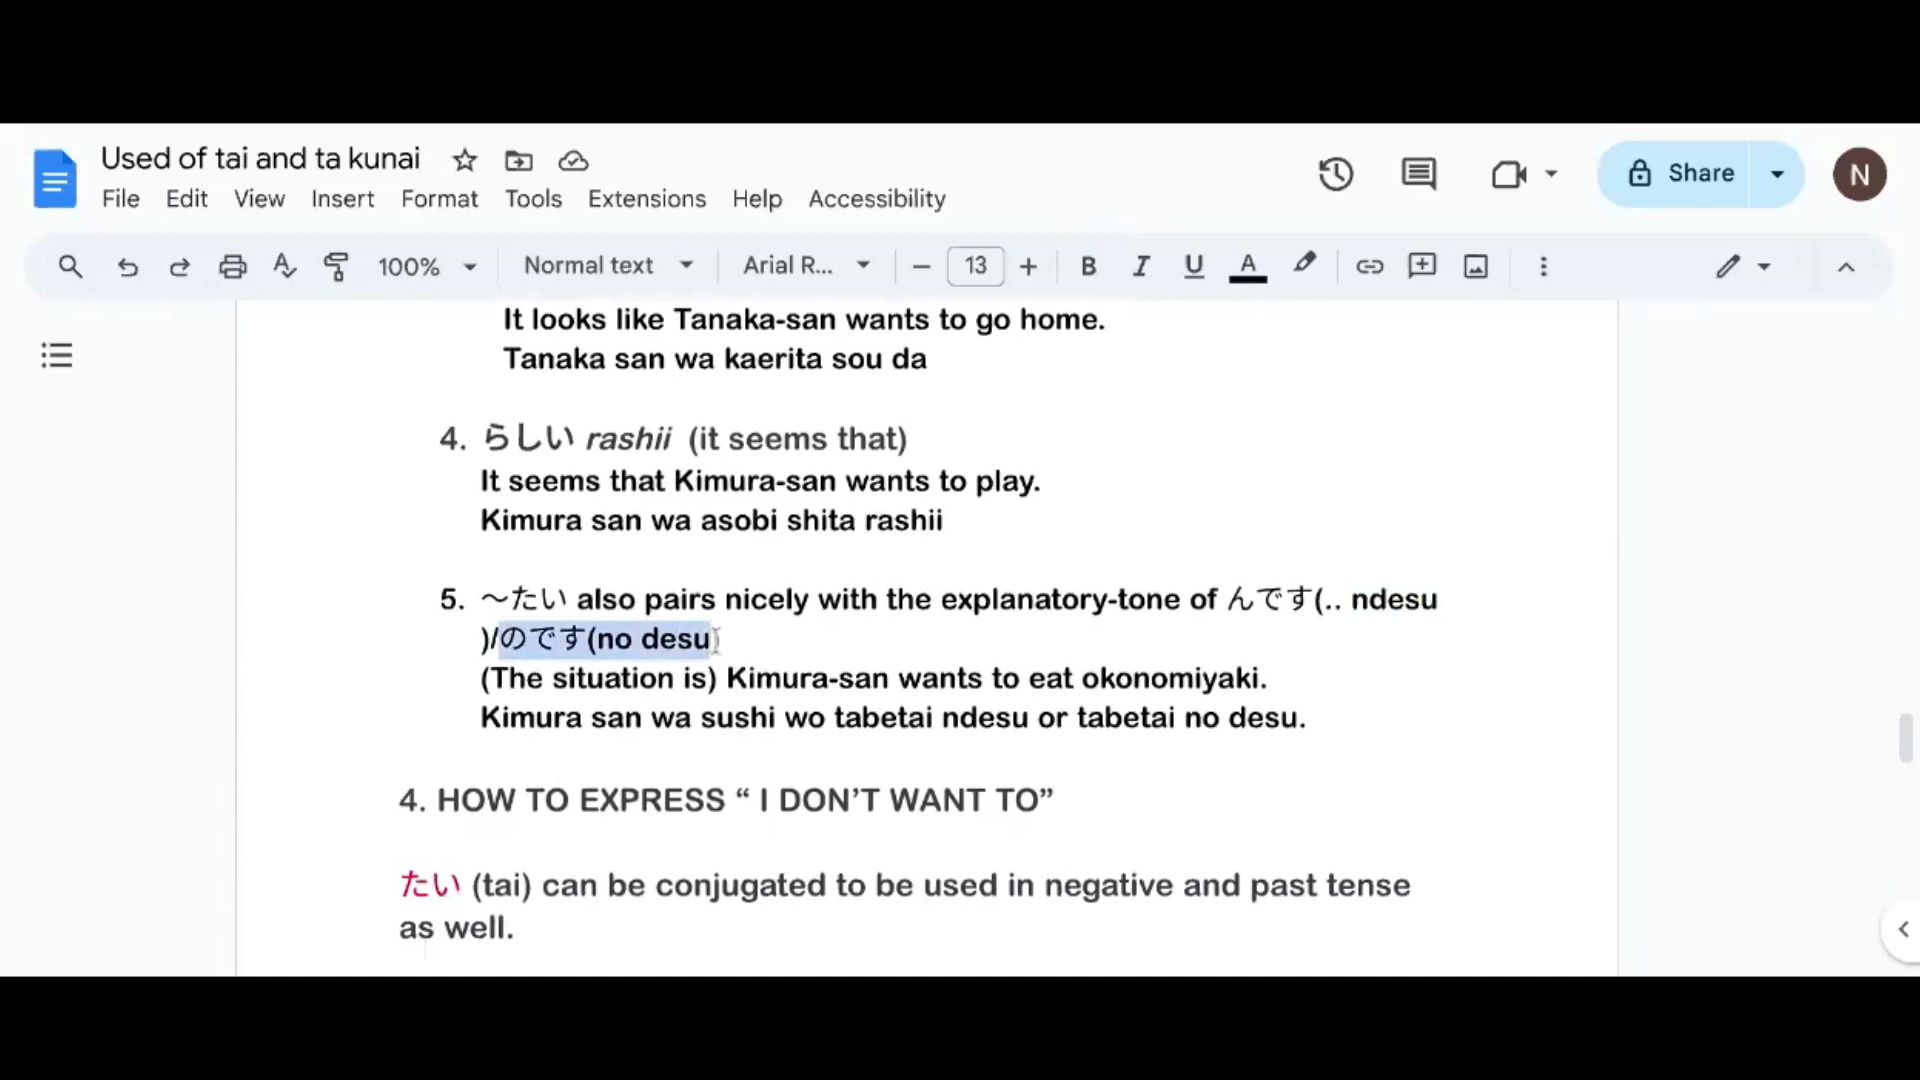 Used of tai and ta kunai
File Edit View Insert Format Tools Extensions Help Accessibility
Share
N
100% Normal text Arial R... 13 B I U A
It looks like Tanaka-san wants to go home.
Tanaka san wa kaerita sou da
4. らしい rashii (it seems that)
It seems that Kimura-san wants to play.
Kimura san wa asobi shita rashii
5. ～たい also pairs nicely with the explanatory-tone of んです(.. ndesu
)/のです(no desu)
(The situation is) Kimura-san wants to eat okonomiyaki.
Kimura san wa sushi wo tabetai ndesu or tabetai no desu.
4. HOW TO EXPRESS “ I DON’T WANT TO”
たい (tai) can be conjugated to be used in negative and past tense
as well.